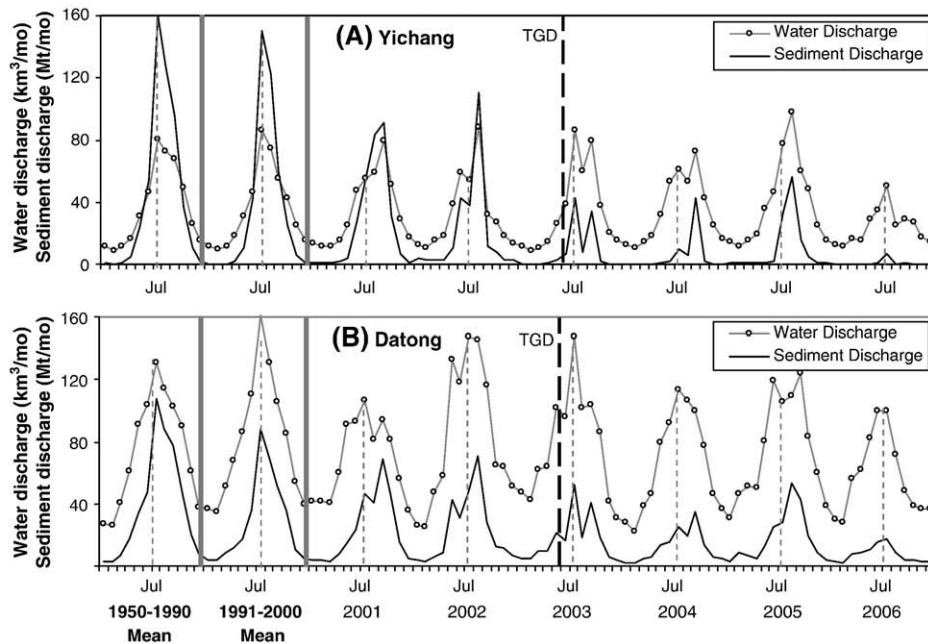 Water discharge (km³/mo)
Sediment discharge (Mt/mo)
160
120
80
40
0
(A) Yichang
TGD
Water Discharge
Sediment Discharge
Jul Jul Jul Jul Jul Jul Jul Jul
Water discharge (km³/mo)
Sediment discharge (Mt/mo)
160
120
80
40
(B) Datong
TGD
Water Discharge
Sediment Discharge
Jul Jul Jul Jul Jul Jul Jul Jul
1950-1990 1991-2000 2001 2002 2003 2004 2005 2006
Mean Mean